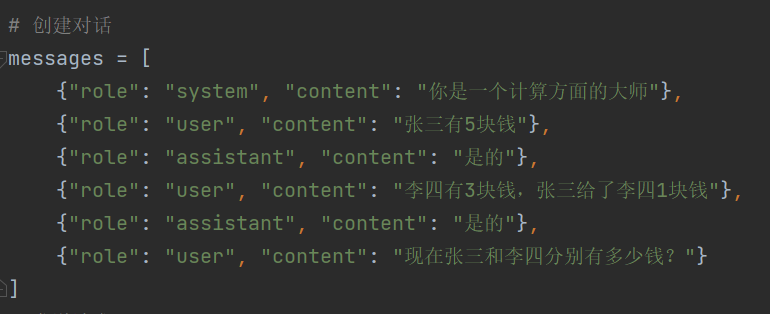 # 创建对话
messages = [
{"role": "system", "content": "你是一个计算方面的大师"},
{"role": "user", "content": "张三有5块钱"},
{"role": "assistant", "content": "是的"},
{"role": "user", "content": "李四有3块钱，张三给了李四1块钱"},
{"role": "assistant", "content": "是的"},
{"role": "user", "content": "现在张三和李四分别有多少钱？"}
]